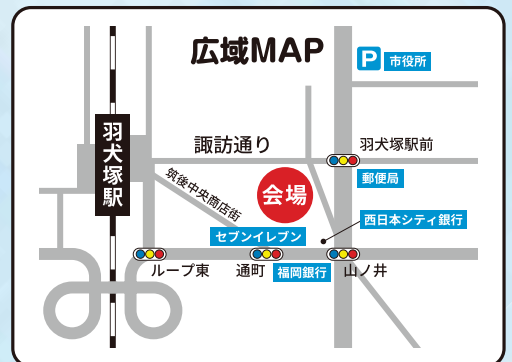 広域MAP
P
市役所
羽犬塚駅
諏訪通り
羽犬塚駅前
郵便局
筑後中央商店街
会場
西日本シティ銀行
セブンイレブン
ループ東
通町
福岡銀行
山ノ井